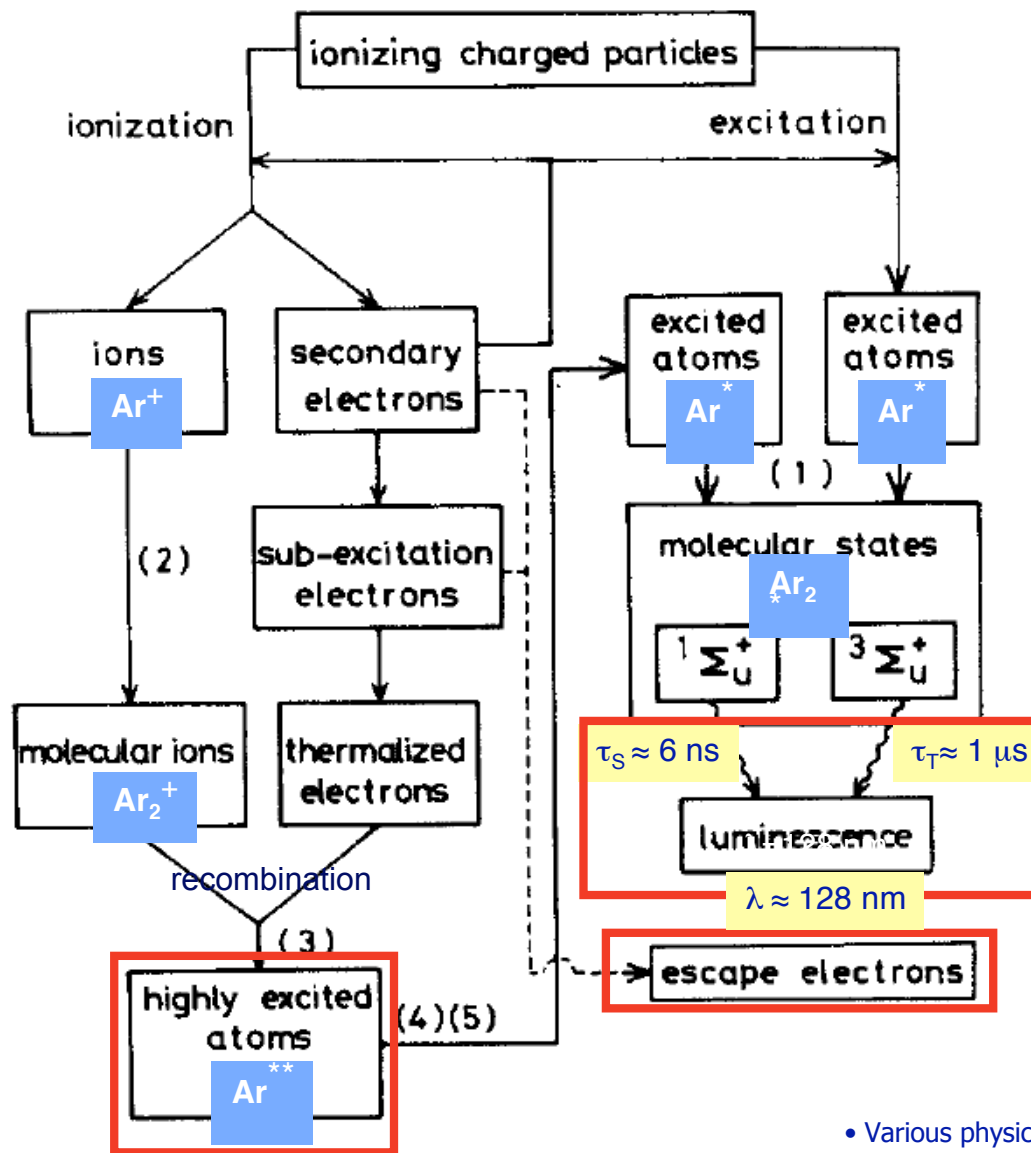 ionizing charged particles
ionization
excitation
ions
Ar+
secondary
electrons
excited
atoms
Ar*
excited
atoms
Ar*
(1)
(2)
sub-excitation
electrons
molecular states
Ar₂
*
¹Σu⁺
³Σu⁺
molecular ions
Ar₂⁺
thermalized
electrons
τS ≈ 6 ns
τT ≈ 1 μs
luminescence
λ ≈ 128 nm
recombination
(3)
escape electrons
highly excited
atoms
Ar**
(4)(5)
• Various physic